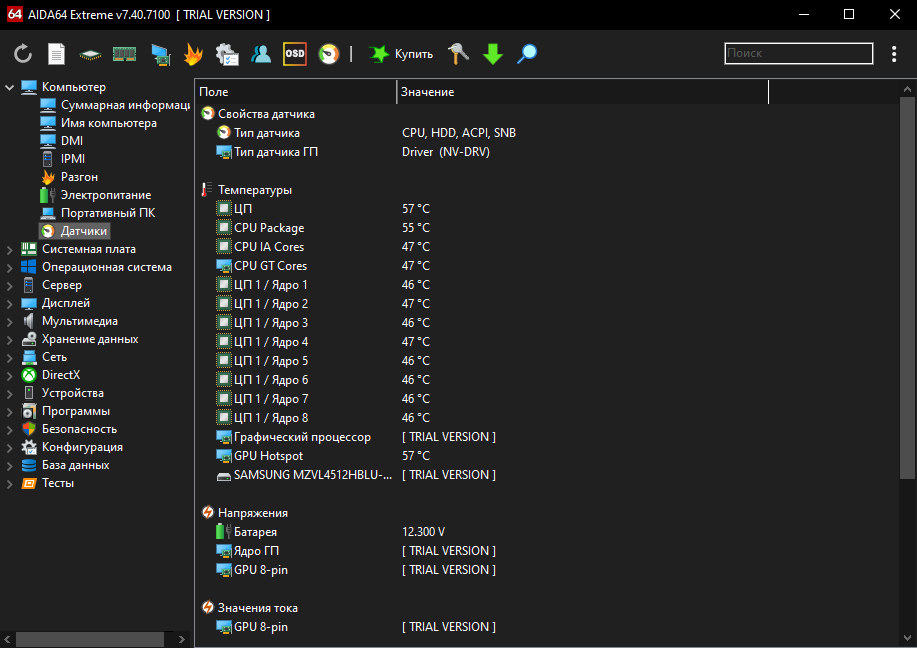 64 AIDA64 Extreme v7.40.7100 [ TRIAL VERSION ]
OSD Купить Поиск
Компьютер
Суммарная информаци
Имя компьютера
DMI
IPMI
Разгон
Электропитание
Портативный ПК
Датчики
Системная плата
Операционная система
Сервер
Дисплей
Мультимедиа
Хранение данных
Сеть
DirectX
Устройства
Программы
Безопасность
Конфигурация
База данных
Тесты
Поле Значение
Свойства датчика
Тип датчика CPU, HDD, ACPI, SNB
Тип датчика ГП Driver (NV-DRV)
Температуры
ЦП 57 °C
CPU Package 55 °C
CPU IA Cores 47 °C
CPU GT Cores 47 °C
ЦП 1 / Ядро 1 46 °C
ЦП 1 / Ядро 2 47 °C
ЦП 1 / Ядро 3 46 °C
ЦП 1 / Ядро 4 47 °C
ЦП 1 / Ядро 5 46 °C
ЦП 1 / Ядро 6 46 °C
ЦП 1 / Ядро 7 46 °C
ЦП 1 / Ядро 8 46 °C
Графический процессор [ TRIAL VERSION ]
GPU Hotspot 57 °C
SAMSUNG MZVL4512HBLU-... [ TRIAL VERSION ]
Напряжения
Батарея 12.300 V
Ядро ГП [ TRIAL VERSION ]
GPU 8-pin [ TRIAL VERSION ]
Значения тока
GPU 8-pin [ TRIAL VERSION ]